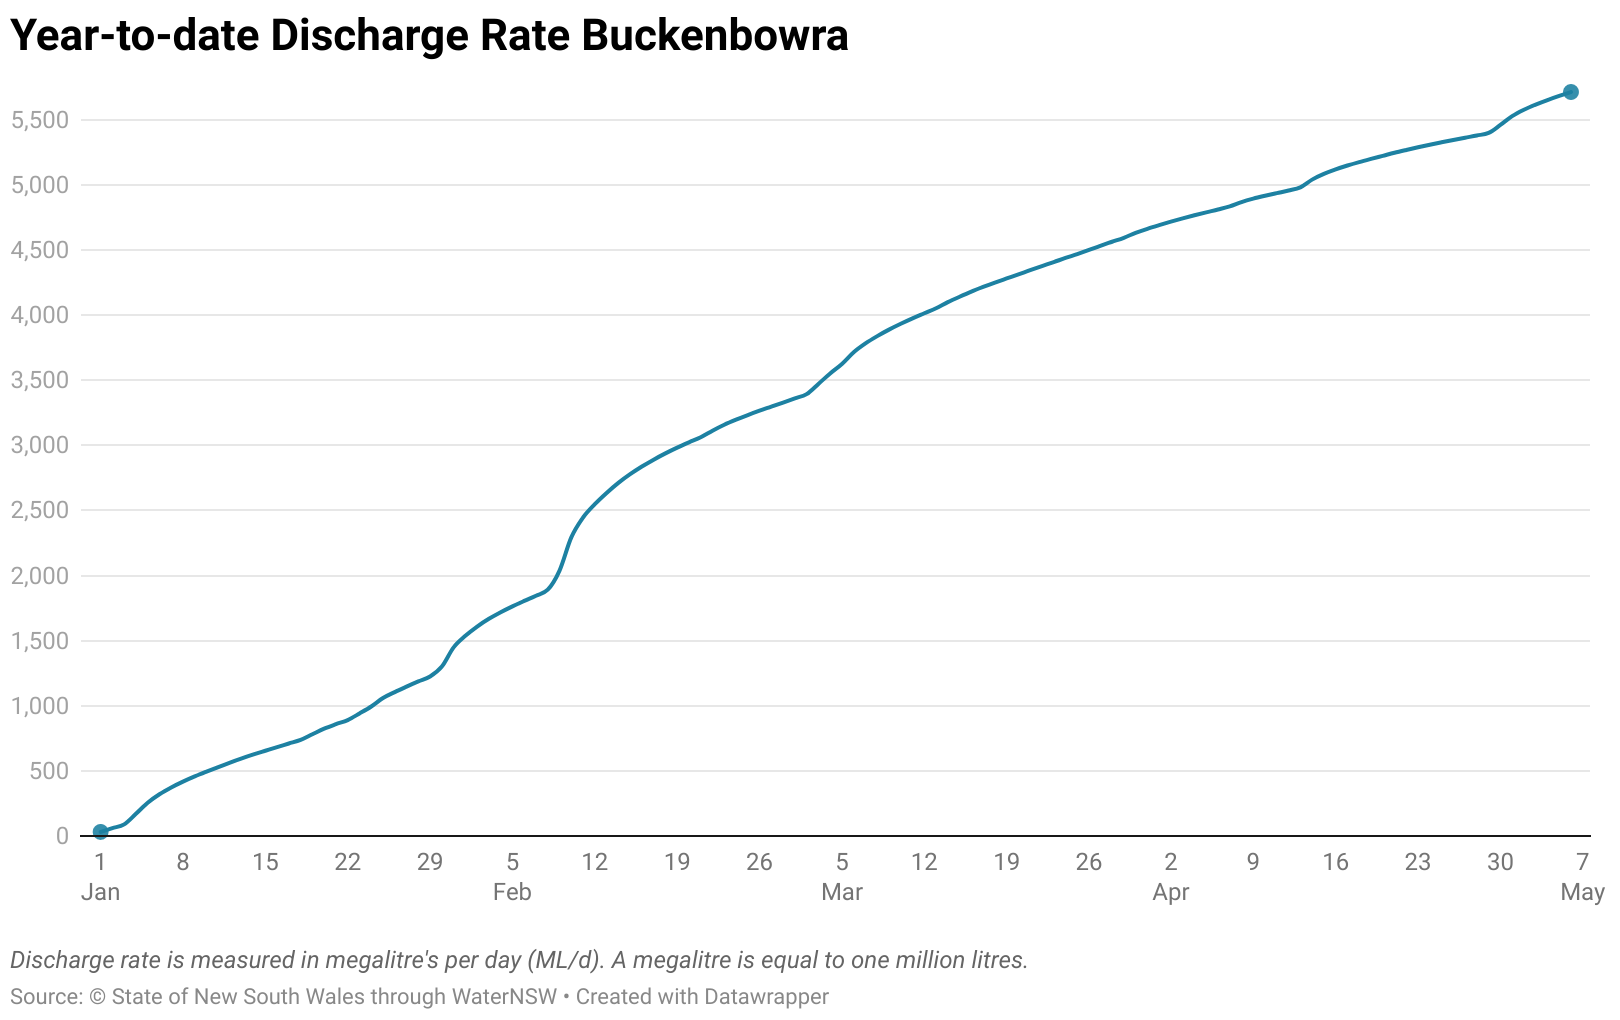 Year-to-date Discharge Rate Buckenbowra
5,500
5,000
4,500
4,000
3,500
3,000
2,500
2,000
1,500
1,000
500
0
1 8 15 22 29 5 12 19 26 5 12 19 26 2 9 16 23 30 7
Jan Feb Mar Apr May
Discharge rate is measured in megalitre's per day (ML/d). A megalitre is equal to one million litres.
Source: © State of New South Wales through WaterNSW • Created with Datawrapper